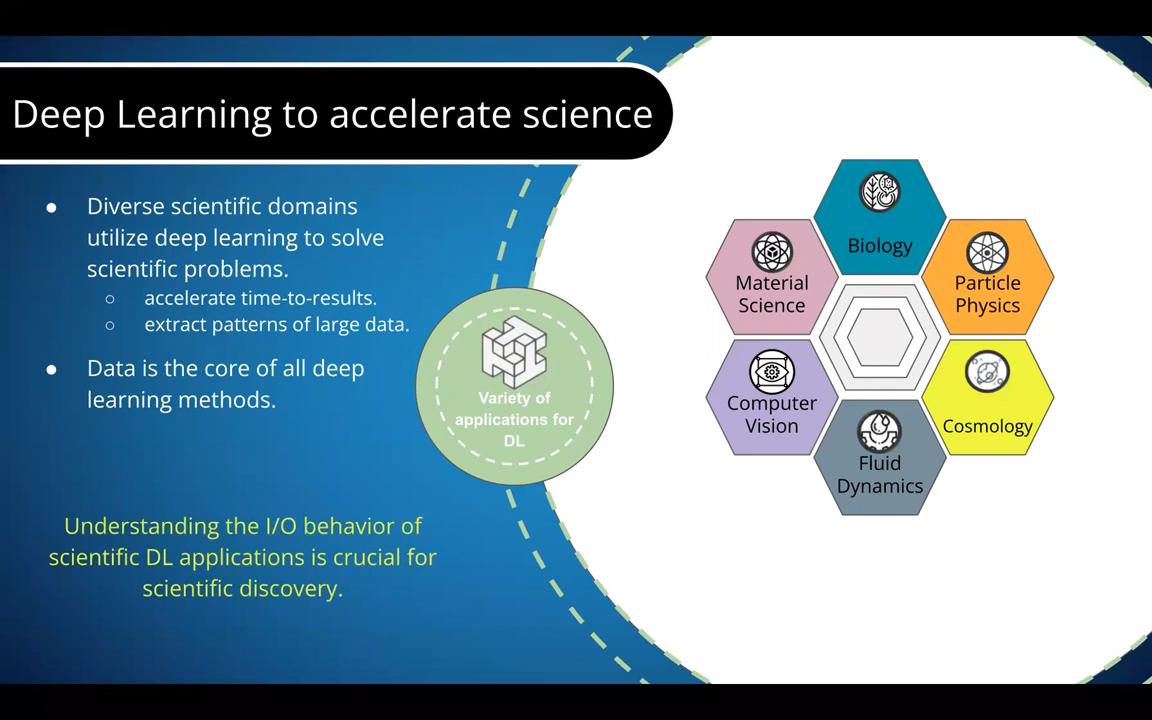 Deep Learning to accelerate science
● Diverse scientific domains
utilize deep learning to solve
scientific problems.
○ accelerate time-to-results.
○ extract patterns of large data.
● Data is the core of all deep
learning methods.
Understanding the I/O behavior of
scientific DL applications is crucial for
scientific discovery.
Variety of
applications for
DL
Biology
Material
Science
Particle
Physics
Computer
Vision
Cosmology
Fluid
Dynamics